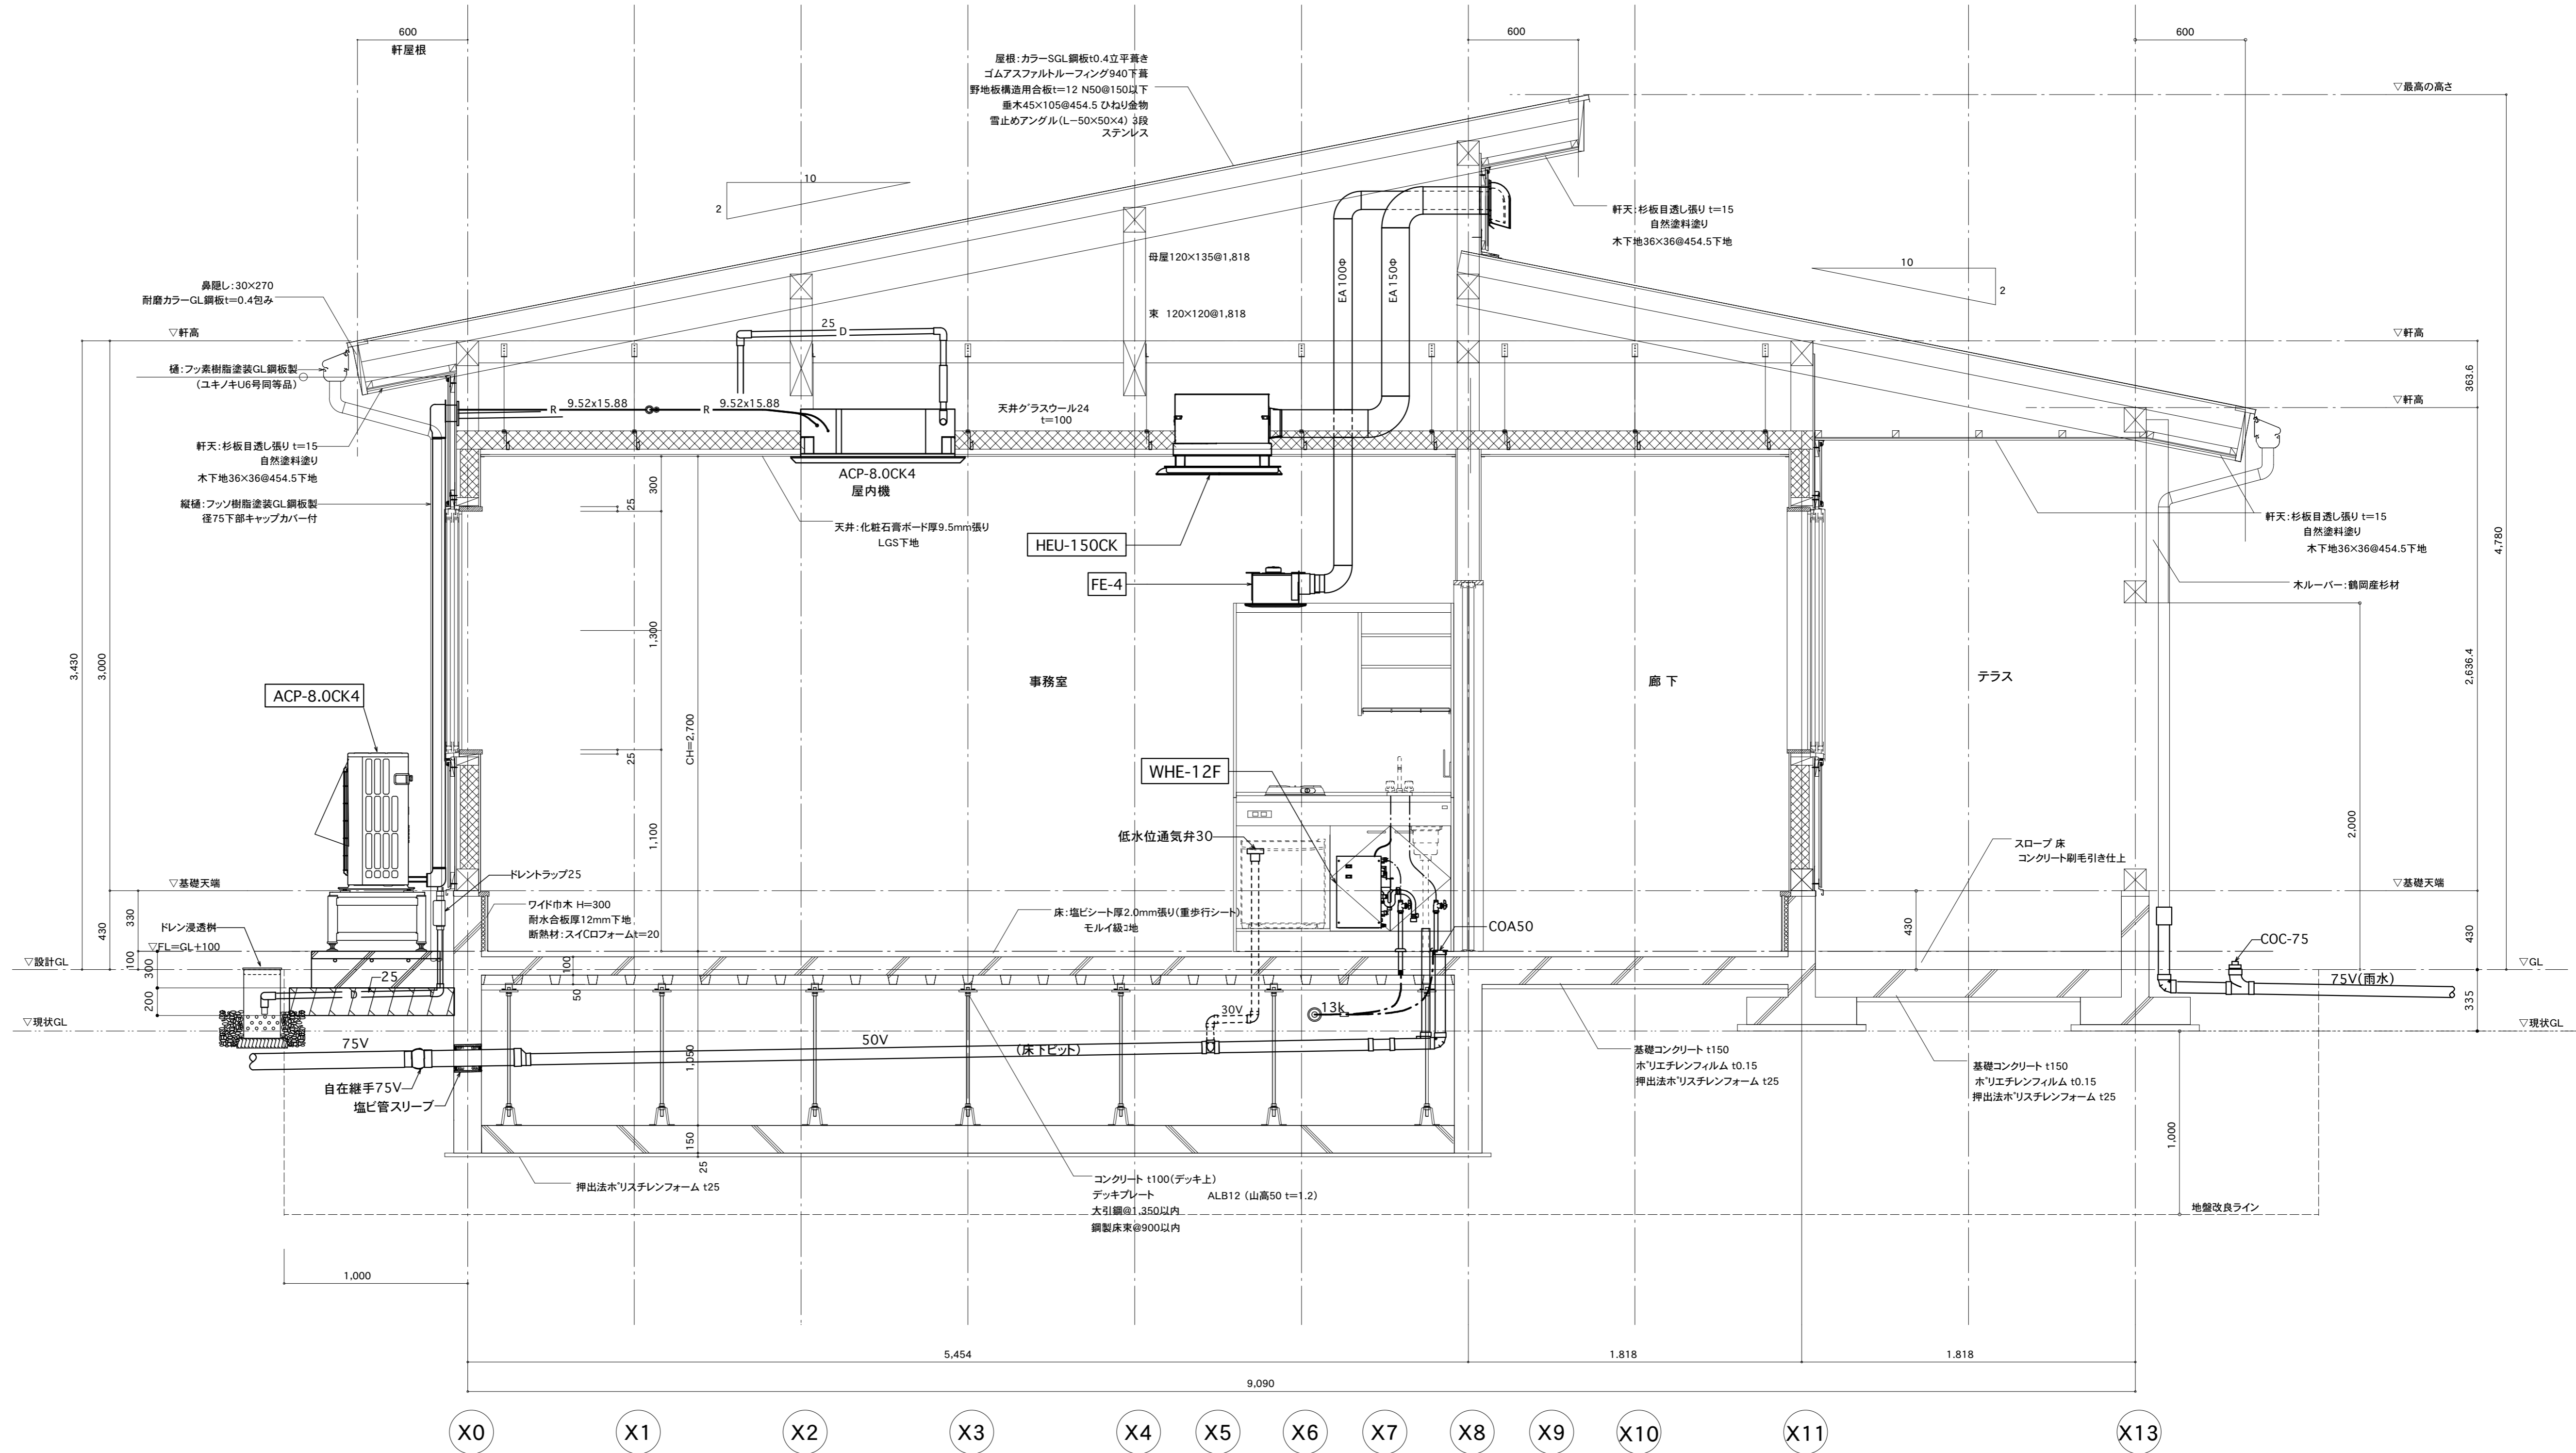 600
軒屋根
600
600
屋根:カラーSGL鋼板t0.4立平葺き
ゴムアスファルトルーフィング940下葺
野地板構造用合板t=12 N50@150以下
垂木45×105@454.5 ひねり金物
雪止めアングル(L−50×50×4) 3段
ステンレス
▽最高の高さ
10
2
軒天:杉板目透し張り t=15
自然塗料塗り
木下地36×36@454.5下地
母屋120×135@1,818
EA100Φ
EA150Φ
10
2
鼻隠し:30×270
耐磨カラーGL鋼板t=0.4包み
束 120×120@1,818
▽軒高
25
D
▽軒高
樋:フッ素樹脂塗装GL鋼板製
(ユキノキU6号同等品)
363.6
R
9.52x15.88
R
9.52x15.88
天井グラスウール24
t=100
▽軒高
軒天:杉板目透し張り t=15
自然塗料塗り
木下地36×36@454.5下地
ACP-8.0CK4
屋内機
300
25
縦樋:フッソ樹脂塗装GL鋼板製
径75下部キャップカバー付
天井:化粧石膏ボード厚9.5mm張り
LGS下地
HEU-150CK
軒天:杉板目透し張り t=15
自然塗料塗り
木下地36×36@454.5下地
4,780
FE-4
木ルーバー:鶴岡産杉材
3,430
3,000
1,300
事務室
廊 下
テラス
2,636.4
ACP-8.0CK4
CH=2,700
25
WHE-12F
1,100
低水位通気弁30
2,000
スロープ 床
コンクリート刷毛引き仕上
▽基礎天端
ドレントラップ25
▽基礎天端
330
430
ワイド巾木 H=300
耐水合板厚12mm下地
断熱材:スイCロフォームt=20
床:塩ビシート厚2.0mm張り(重歩行シート)
モルイ級コ地
COA50
430
430
ドレン浸透桝
▽FL=GL+100
COC-75
▽設計GL
100
300
25
D
100
▽GL
75V(雨水)
200
50
30V
13k
335
▽現状GL
▽現状GL
75V
50V
(床下ピット)
1,050
自在継手75V
塩ビ管スリーブ
基礎コンクリート t150
ポリエチレンフィルム t0.15
押出法ポリスチレンフォーム t25
基礎コンクリート t150
ポリエチレンフィルム t0.15
押出法ポリスチレンフォーム t25
150
25
1,000
押出法ポリスチレンフォーム t25
コンクリート t100(デッキ上)
デッキプレート ALB12 (山高50 t=1.2)
大引鋼@1,350以内
鋼製床束@900以内
地盤改良ライン
1,000
5,454
1.818
1.818
9,090
X0
X1
X2
X3
X4
X5
X6
X7
X8
X9
X10
X11
X13